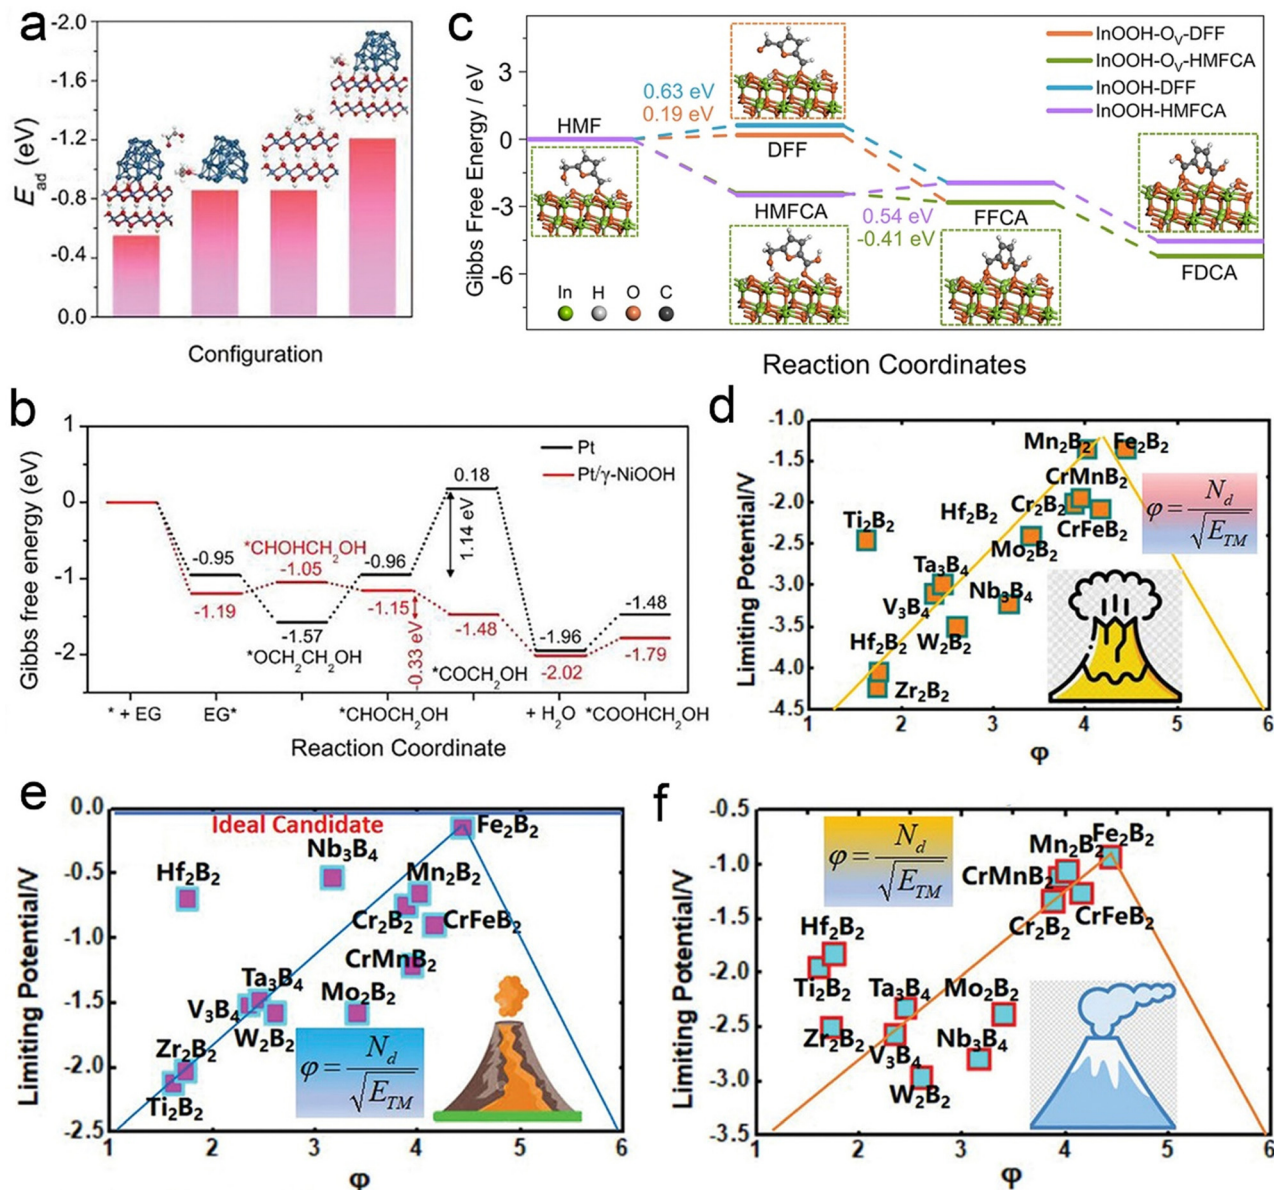 a
-2.0
-1.6
-1.2
-0.8
-0.4
0.0
E_ad (eV)
Configuration
c
3
0
-3
-6
Gibbs Free Energy / eV
InOOH-O_V-DFF
InOOH-O_V-HMFCA
InOOH-DFF
InOOH-HMFCA
0.63 eV
0.19 eV
HMF
DFF
HMFCA
0.54 eV
-0.41 eV
FFCA
FDCA
In H O C
Reaction Coordinates
b
1
0
-1
-2
Gibbs free energy (eV)
Pt
Pt/γ-NiOOH
0.18
1.14 eV
-0.95
*CHOHCH₂OH
-1.05
-0.96
-1.19
-1.15
-1.57
-1.48
-1.48
*OCH₂CH₂OH
-0.33 eV
*COCH₂OH
-1.96
-2.02
-1.79
* + EG EG* *CHOCH₂OH + H₂O *COOHCH₂OH
Reaction Coordinate
d
-1.0
-1.5
-2.0
-2.5
-3.0
-3.5
-4.0
-4.5
Limiting Potential/V
Mn₂B₂ Fe₂B₂
CrMnB₂
Cr₂B₂
Hf₂B₂
CrFeB₂
Ti₂B₂
Mo₂B₂
Ta₃B₄
Nb₃B₄
V₃B₄
W₂B₂
Hf₂B₂
Zr₂B₂
φ = N_d / √E_TM
1 2 3 4 5 6
φ
e
0.0
-0.5
-1.0
-1.5
-2.0
-2.5
Limiting Potential/V
Ideal Candidate
Fe₂B₂
Nb₃B₄
Hf₂B₂
Mn₂B₂
Cr₂B₂ CrFeB₂
CrMnB₂
Ta₃B₄
Mo₂B₂
V₃B₄
W₂B₂
Zr₂B₂
Ti₂B₂
φ = N_d / √E_TM
1 2 3 4 5 6
φ
f
-0.5
-1.0
-1.5
-2.0
-2.5
-3.0
-3.5
Limiting Potential/V
φ = N_d / √E_TM
Fe₂B₂
Mn₂B₂
CrMnB₂
CrFeB₂
Cr₂B₂
Hf₂B₂
Ti₂B₂
Ta₃B₄ Mo₂B₂
Zr₂B₂
Nb₃B₄
V₃B₄
W₂B₂
1 2 3 4 5 6
φ